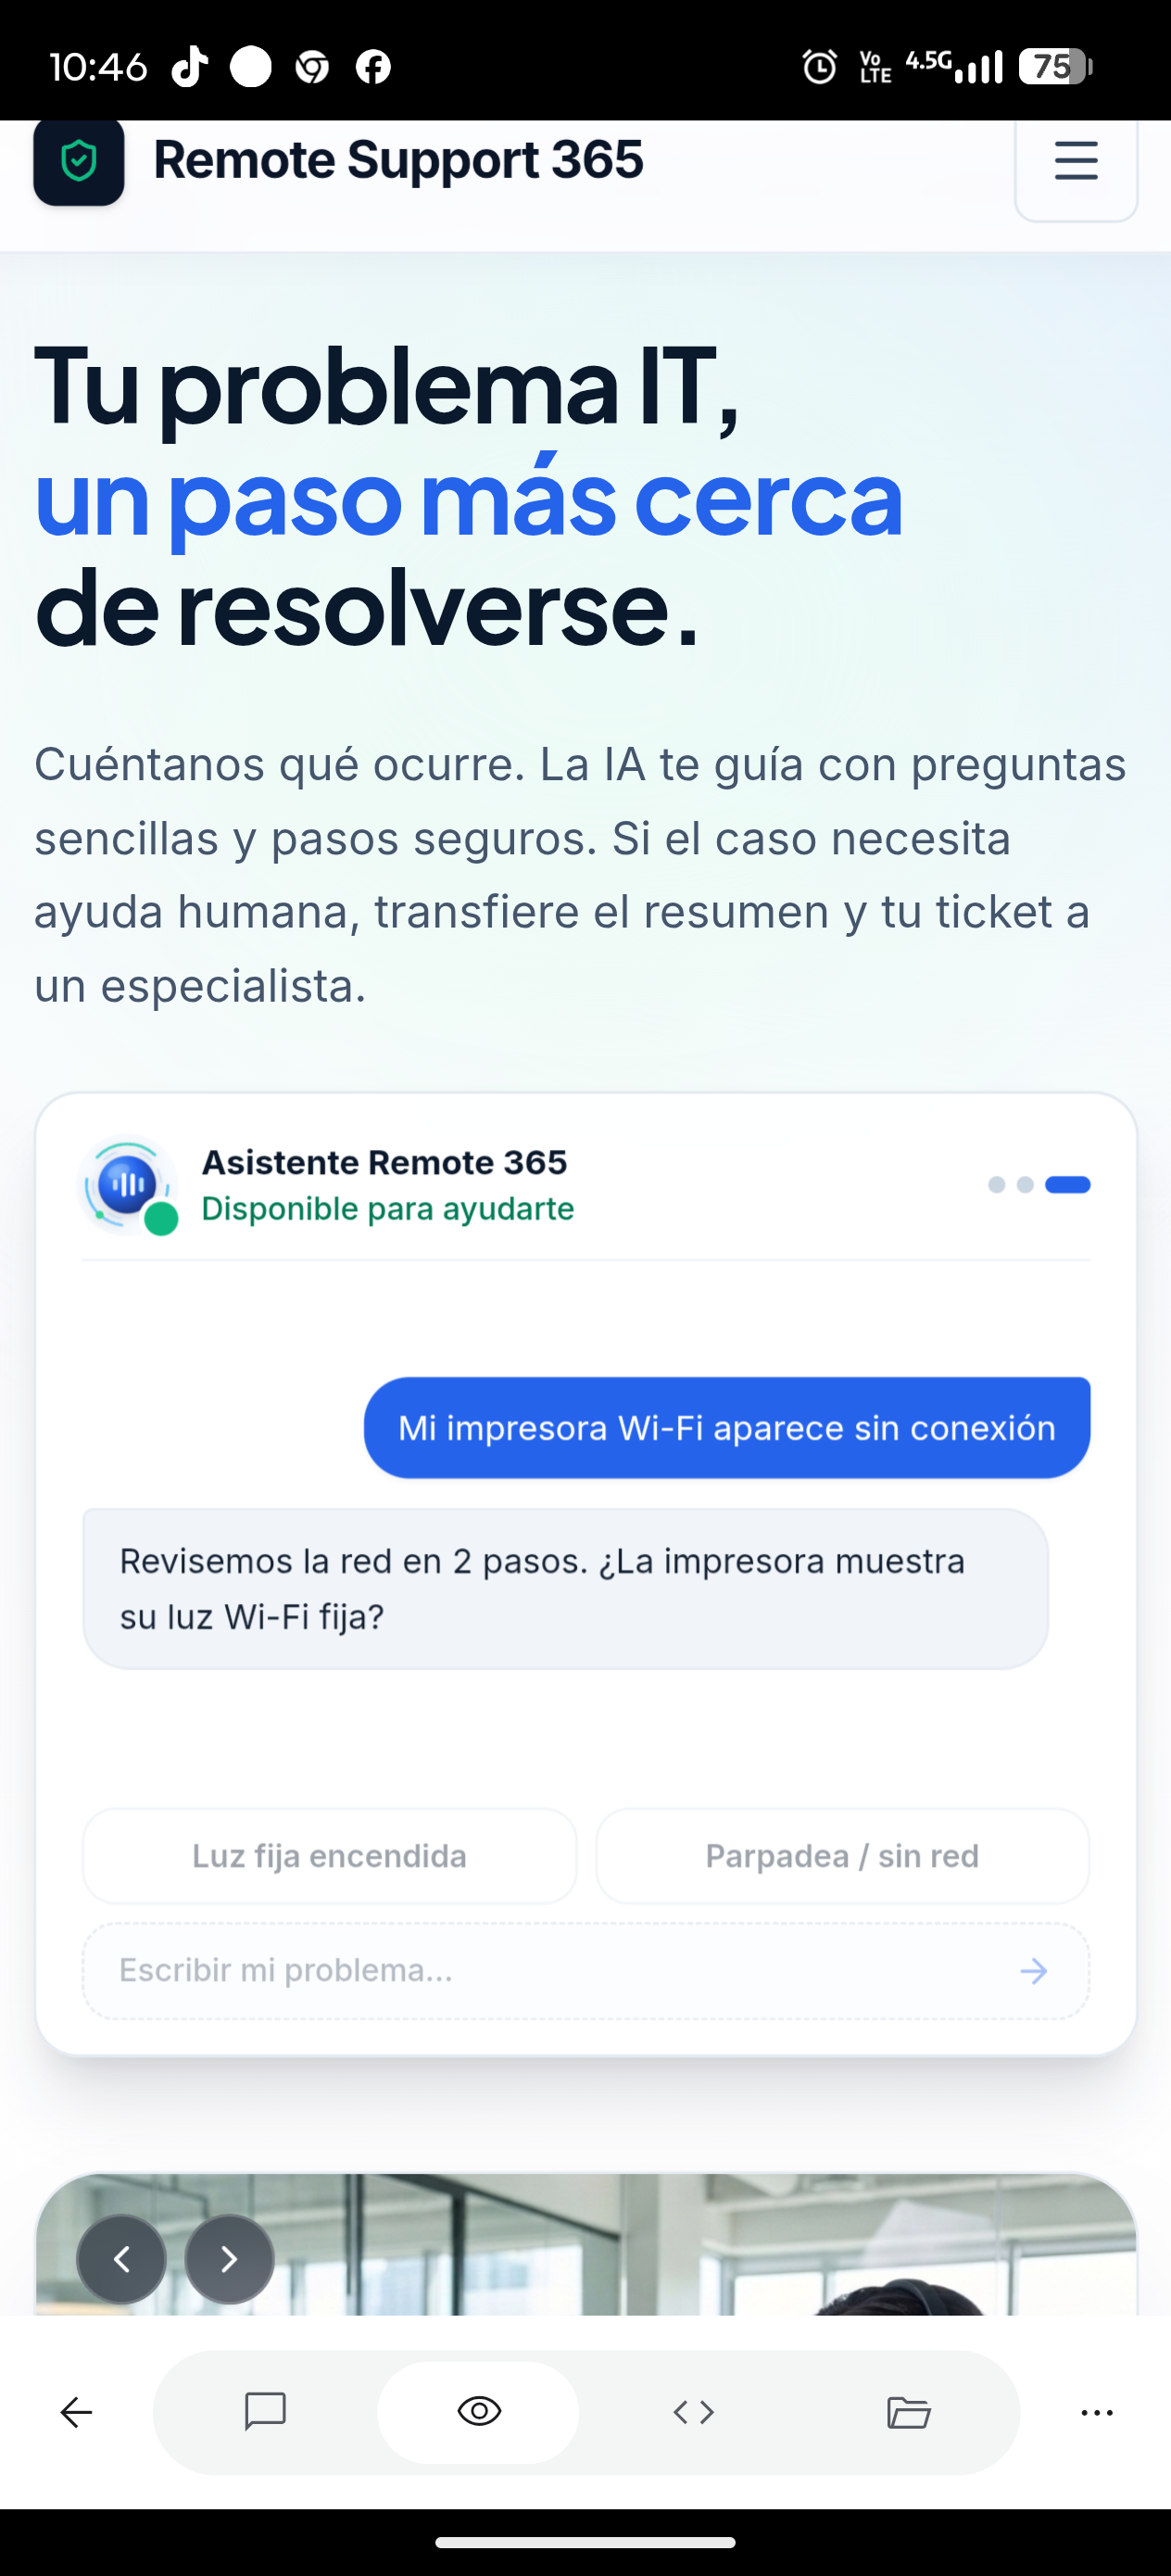 10:46
Vo
LTE
4.5G
75
Remote Support 365
Tu problema IT,
un paso más cerca
de resolverse.
Cuéntanos qué ocurre. La IA te guía con preguntas
sencillas y pasos seguros. Si el caso necesita
ayuda humana, transfiere el resumen y tu ticket a
un especialista.
Asistente Remote 365
Disponible para ayudarte
Mi impresora Wi-Fi aparece sin conexión
Revisemos la red en 2 pasos. ¿La impresora muestra
su luz Wi-Fi fija?
Luz fija encendida
Parpadea / sin red
Escribir mi problema...